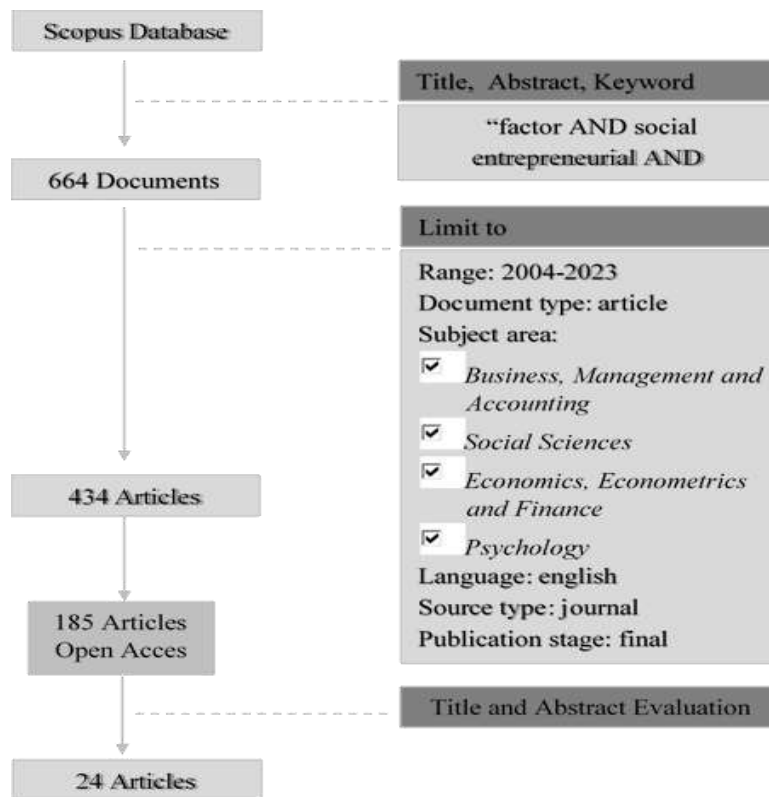 Scopus Database
Title, Abstract, Keyword
“factor AND social
entrepreneurial AND
664 Documents
Limit to
Range: 2004-2023
Document type: article
Subject area:
Business, Management and
Accounting
Social Sciences
Economics, Econometrics
and Finance
Psychology
Language: english
Source type: journal
Publication stage: final
434 Articles
185 Articles
Open Acces
Title and Abstract Evaluation
24 Articles